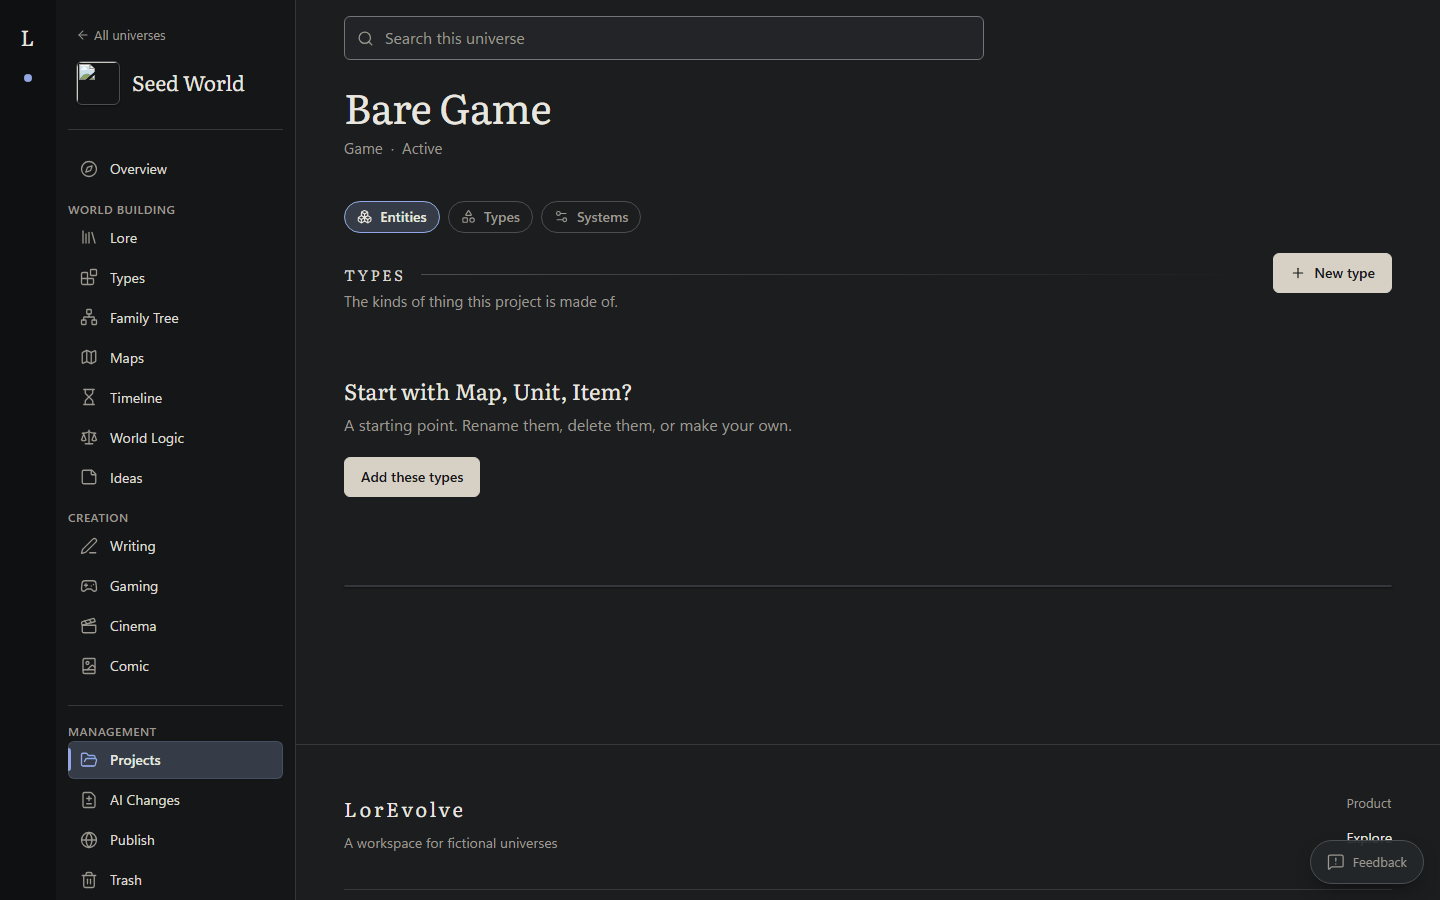 L
All universes
Seed World
Overview
WORLD BUILDING
Lore
Types
Family Tree
Maps
Timeline
World Logic
Ideas
CREATION
Writing
Gaming
Cinema
Comic
MANAGEMENT
Projects
AI Changes
Publish
Trash
Search this universe
Bare Game
Game · Active
Entities
Types
Systems
TYPES
New type
The kinds of thing this project is made of.
Start with Map, Unit, Item?
A starting point. Rename them, delete them, or make your own.
Add these types
LorEvolve
A workspace for fictional universes
Product
Explore
Feedback